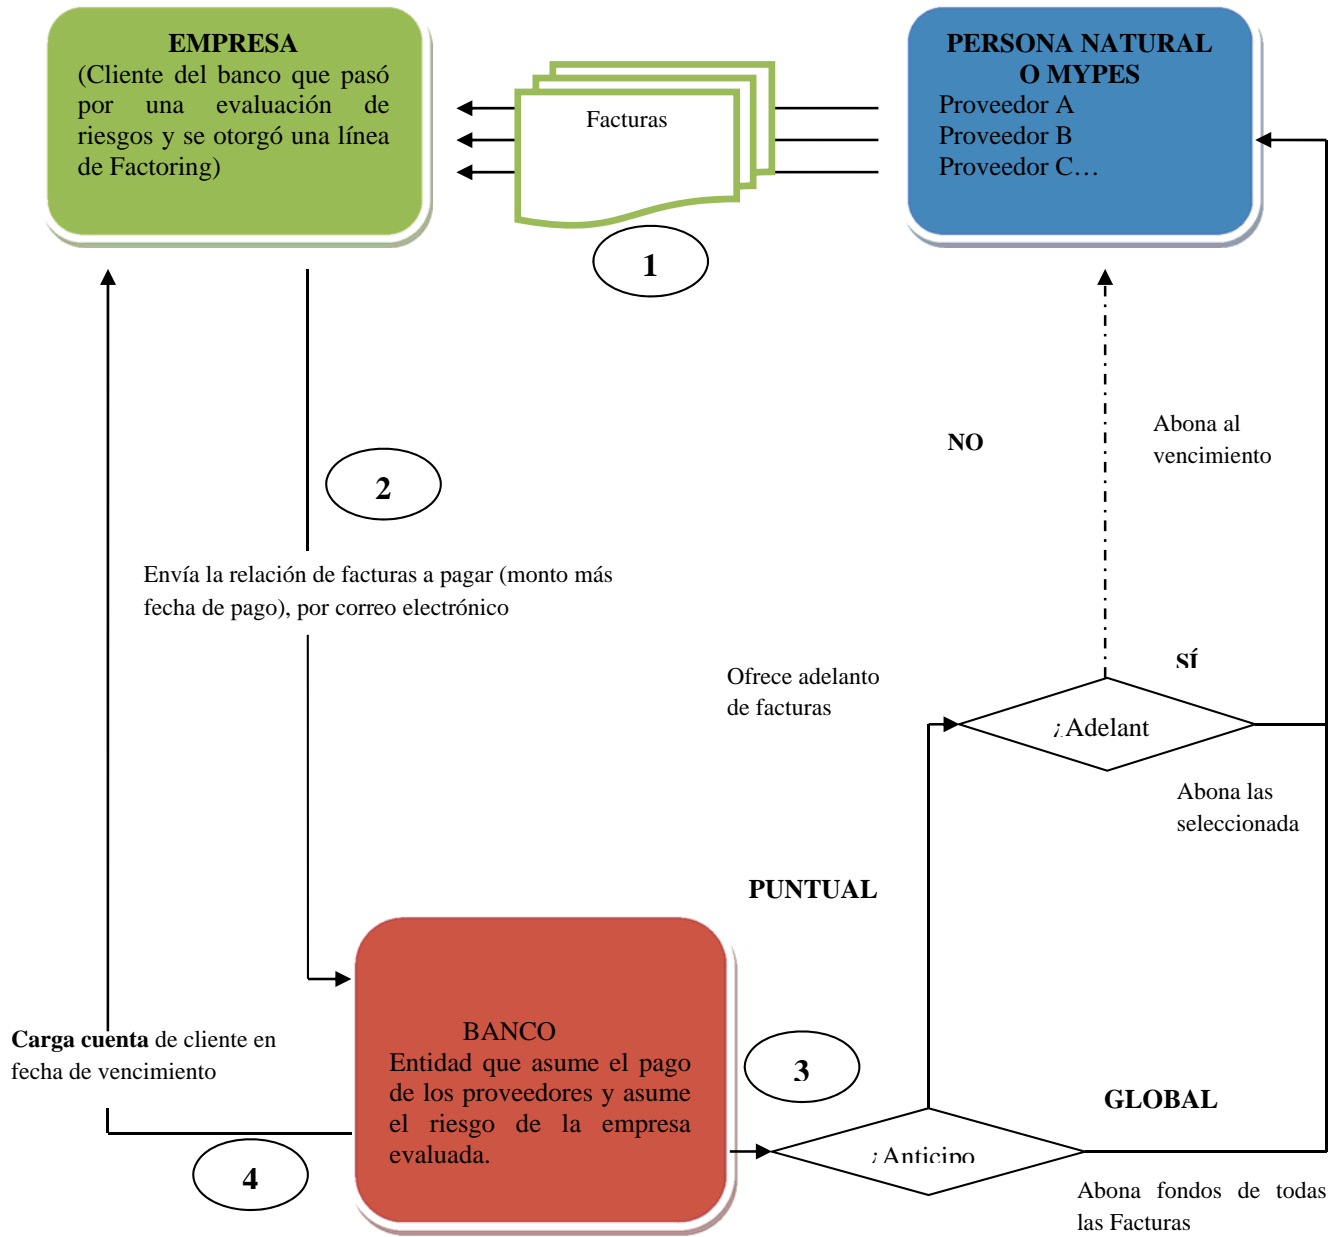 EMPRESA
(Cliente del banco que pasó
por una evaluación de
riesgos y se otorgó una línea
de Factoring)
Facturas
PERSONA NATURAL
O MYPES
Proveedor A
Proveedor B
Proveedor C…
1
2
Envía la relación de facturas a pagar (monto más
fecha de pago), por correo electrónico
NO
Abona al
vencimiento
Ofrece adelanto
de facturas
SÍ
¿Adelant
Abona las
seleccionada
PUNTUAL
BANCO
Entidad que asume el pago
de los proveedores y asume
el riesgo de la empresa
evaluada.
Carga cuenta de cliente en
fecha de vencimiento
3
GLOBAL
¿Anticipo
4
Abona fondos de todas
las Facturas